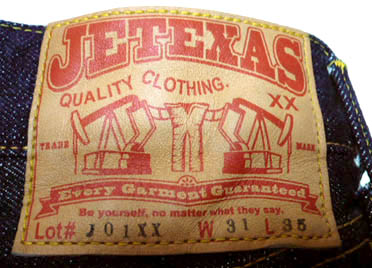 JETEXAS
QUALITY CLOTHING.
XX
TRADE MARK
Every Garment Guaranteed
Be yourself, no matter what they say.
Lot# J01XX W 31 L 35